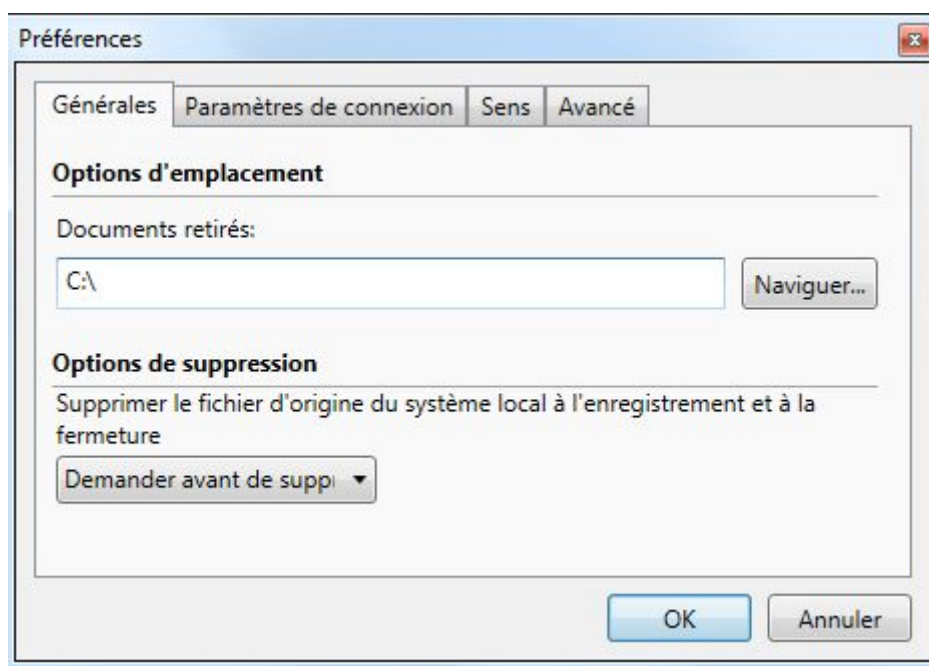 Préférences
Générales Paramètres de connexion Sens Avancé
Options d'emplacement
Documents retirés:
C:\ Naviguer...
Options de suppression
Supprimer le fichier d'origine du système local à l'enregistrement et à la
fermeture
Demander avant de
OK Annuler